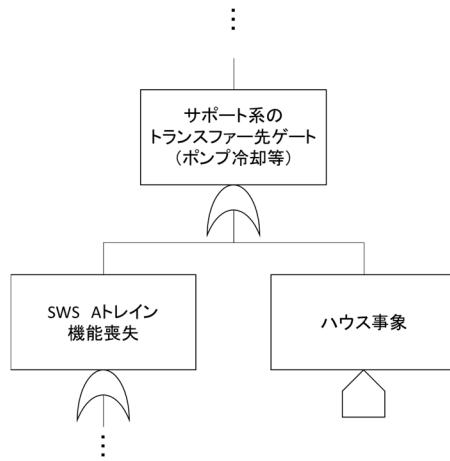 サポート系の
トランスファー先ゲート
（ポンプ冷却等）
SWS Aトレイン
機能喪失
ハウス事象